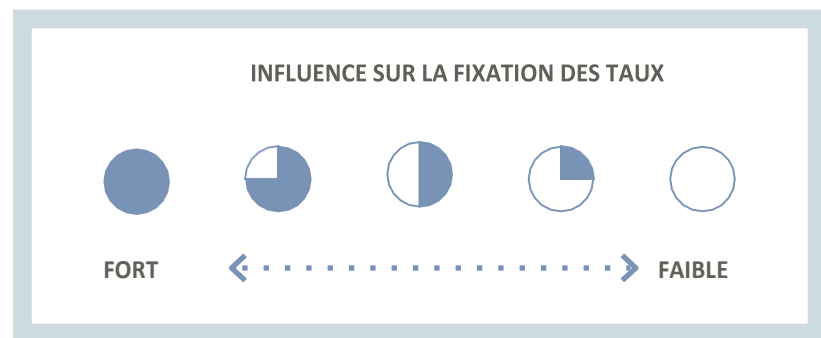 INFLUENCE SUR LA FIXATION DES TAUX
FORT
FAIBLE